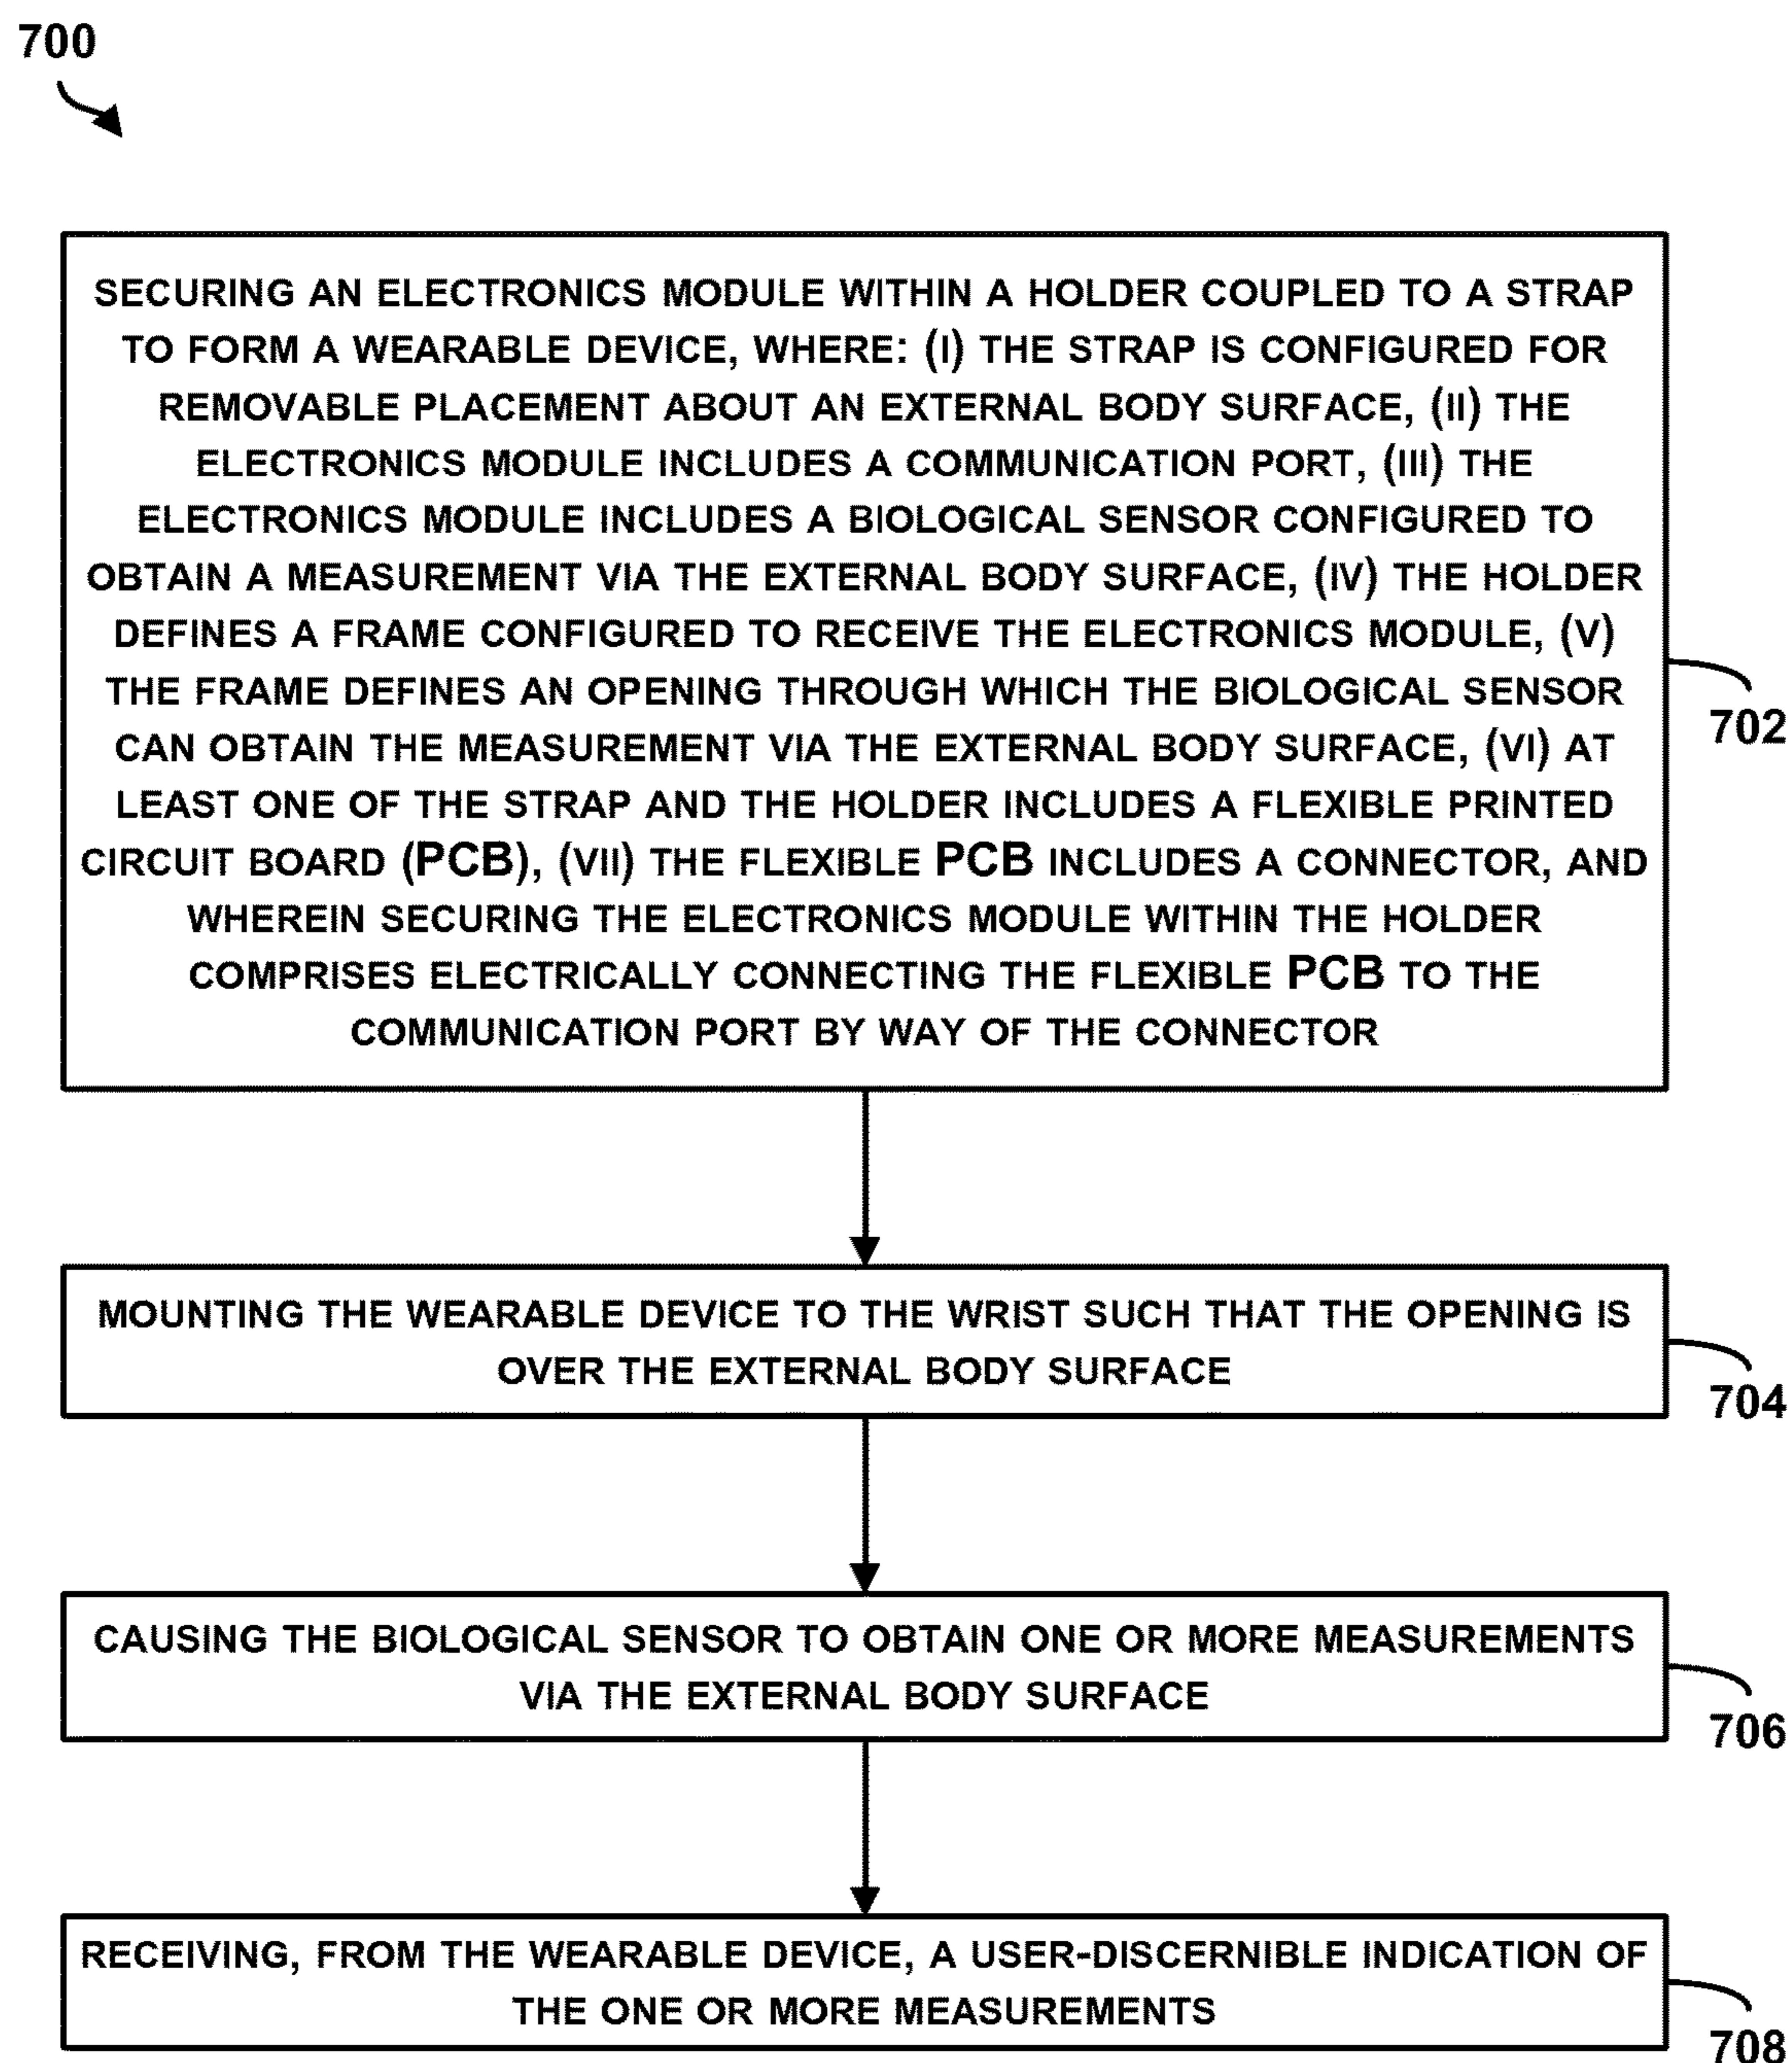 700
SECURING AN ELECTRONICS MODULE WITHIN A HOLDER COUPLED TO A STRAP
TO FORM A WEARABLE DEVICE, WHERE: (I) THE STRAP IS CONFIGURED FOR
REMOVABLE PLACEMENT ABOUT AN EXTERNAL BODY SURFACE, (II) THE
ELECTRONICS MODULE INCLUDES A COMMUNICATION PORT, (III) THE
ELECTRONICS MODULE INCLUDES A BIOLOGICAL SENSOR CONFIGURED TO
OBTAIN A MEASUREMENT VIA THE EXTERNAL BODY SURFACE, (IV) THE HOLDER
DEFINES A FRAME CONFIGURED TO RECEIVE THE ELECTRONICS MODULE, (V)
THE FRAME DEFINES AN OPENING THROUGH WHICH THE BIOLOGICAL SENSOR
CAN OBTAIN THE MEASUREMENT VIA THE EXTERNAL BODY SURFACE, (VI) AT
LEAST ONE OF THE STRAP AND THE HOLDER INCLUDES A FLEXIBLE PRINTED
CIRCUIT BOARD (PCB), (VII) THE FLEXIBLE PCB INCLUDES A CONNECTOR, AND
WHEREIN SECURING THE ELECTRONICS MODULE WITHIN THE HOLDER
COMPRISES ELECTRICALLY CONNECTING THE FLEXIBLE PCB TO THE
COMMUNICATION PORT BY WAY OF THE CONNECTOR
702
MOUNTING THE WEARABLE DEVICE TO THE WRIST SUCH THAT THE OPENING IS
OVER THE EXTERNAL BODY SURFACE
704
CAUSING THE BIOLOGICAL SENSOR TO OBTAIN ONE OR MORE MEASUREMENTS
VIA THE EXTERNAL BODY SURFACE
706
RECEIVING, FROM THE WEARABLE DEVICE, A USER-DISCERNIBLE INDICATION OF
THE ONE OR MORE MEASUREMENTS
708